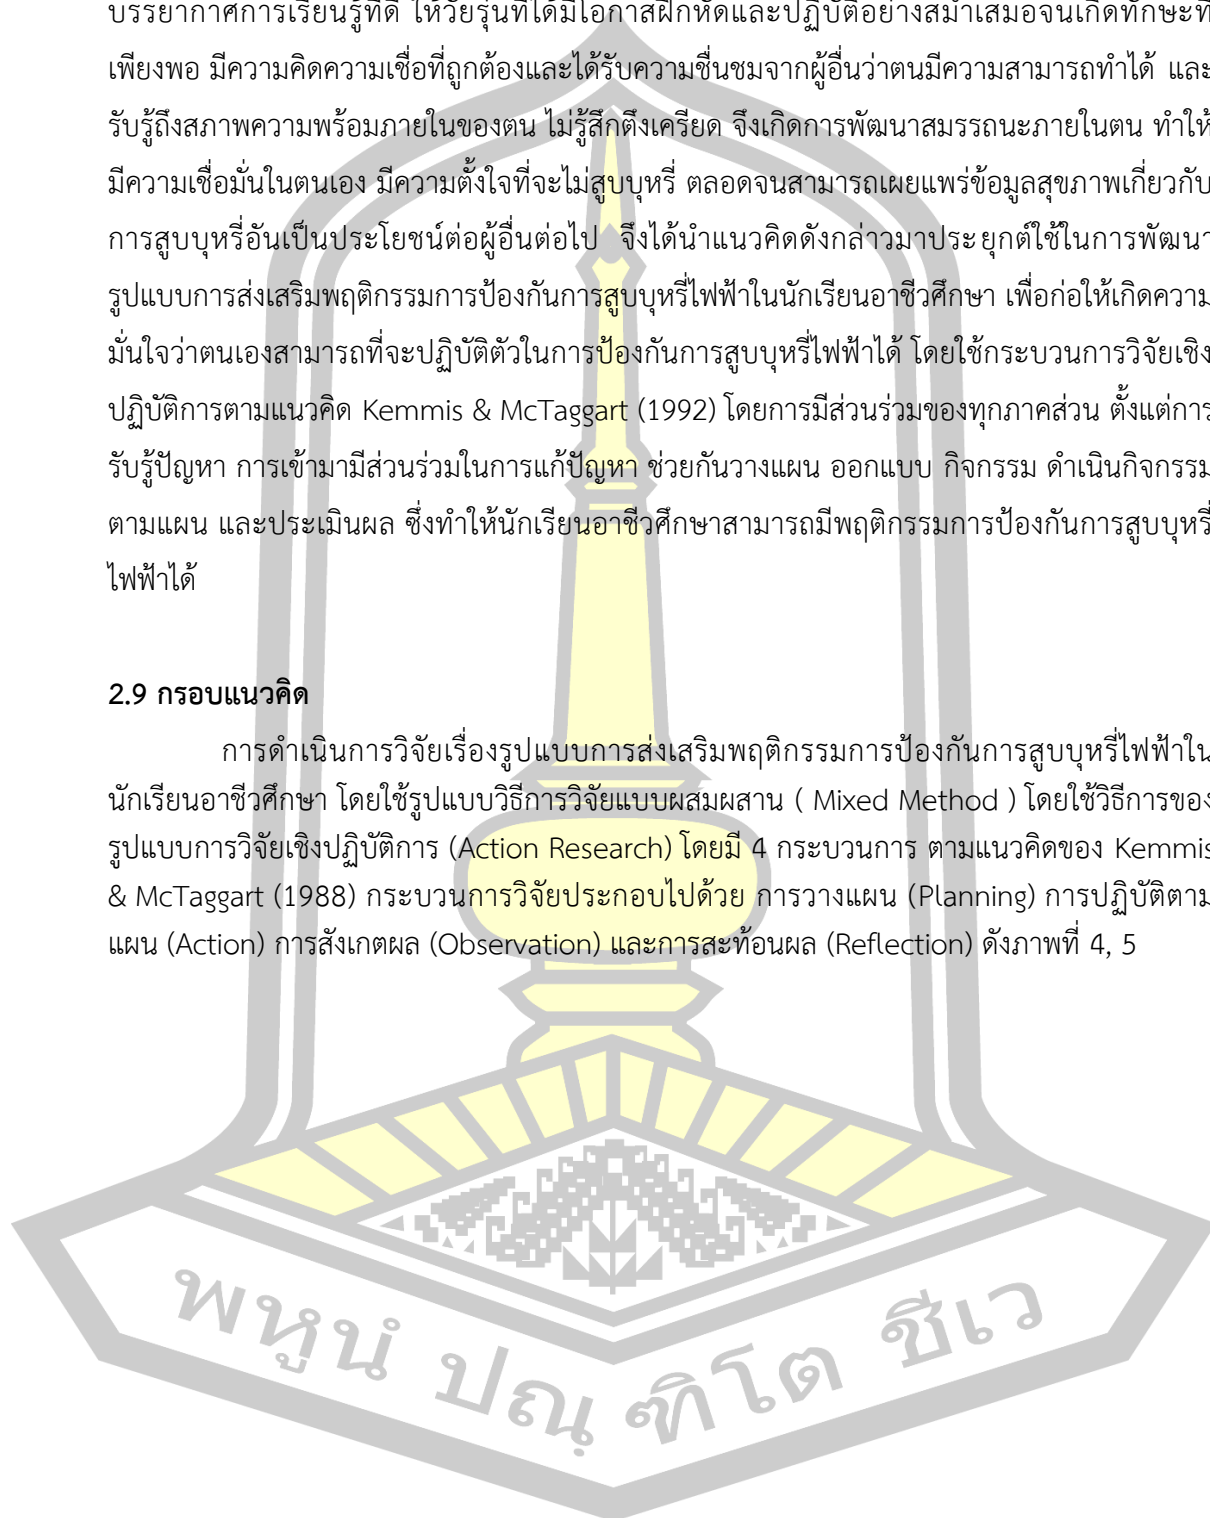 บรรยากาศการเรียนรู้ที่ดี ให้วัยรุ่นที่ได้มีโอกาสฝึกหัดและปฏิบัติอย่างสม่ำเสมอจนเกิดทักษะที่
เพียงพอ มีความคิดความเชื่อที่ถูกต้องและได้รับความชื่นชมจากผู้อื่นว่าตนมีความสามารถทำได้ และ
รับรู้ถึงสภาพความพร้อมภายในของตน ไม่รู้สึกตึงเครียด จึงเกิดการพัฒนาสมรรถนะภายในตน ทำให้
มีความเชื่อมั่นในตนเอง มีความตั้งใจที่จะไม่สูบบุหรี่ ตลอดจนสามารถเผยแพร่ข้อมูลสุขภาพเกี่ยวกับ
การสูบบุหรี่อันเป็นประโยชน์ต่อผู้อื่นต่อไป จึงได้นำแนวคิดดังกล่าวมาประยุกต์ใช้ในการพัฒนา
รูปแบบการส่งเสริมพฤติกรรมการป้องกันการสูบบุหรี่ไฟฟ้าในนักเรียนอาชีวศึกษา เพื่อก่อให้เกิดความ
มั่นใจว่าตนเองสามารถที่จะปฏิบัติตัวในการป้องกันการสูบบุหรี่ไฟฟ้าได้ โดยใช้กระบวนการวิจัยเชิง
ปฏิบัติการตามแนวคิด Kemmis & McTaggart (1992) โดยการมีส่วนร่วมของทุกภาคส่วน ตั้งแต่การ
รับรู้ปัญหา การเข้ามามีส่วนร่วมในการแก้ปัญหา ช่วยกันวางแผน ออกแบบ กิจกรรม ดำเนินกิจกรรม
ตามแผน และประเมินผล ซึ่งทำให้นักเรียนอาชีวศึกษาสามารถมีพฤติกรรมการป้องกันการสูบบุหรี่
ไฟฟ้าได้
2.9 กรอบแนวคิด
การดำเนินการวิจัยเรื่องรูปแบบการส่งเสริมพฤติกรรมการป้องกันการสูบบุหรี่ไฟฟ้าใน
นักเรียนอาชีวศึกษา โดยใช้รูปแบบวิธีการวิจัยแบบผสมผสาน ( Mixed Method ) โดยใช้วิธีการของ
รูปแบบการวิจัยเชิงปฏิบัติการ (Action Research) โดยมี 4 กระบวนการ ตามแนวคิดของ Kemmis
& McTaggart (1988) กระบวนการวิจัยประกอบไปด้วย การวางแผน (Planning) การปฏิบัติตาม
แผน (Action) การสังเกตผล (Observation) และการสะท้อนผล (Reflection) ดังภาพที่ 4, 5
พหูนํ ปณฺฑิโต ชีเว